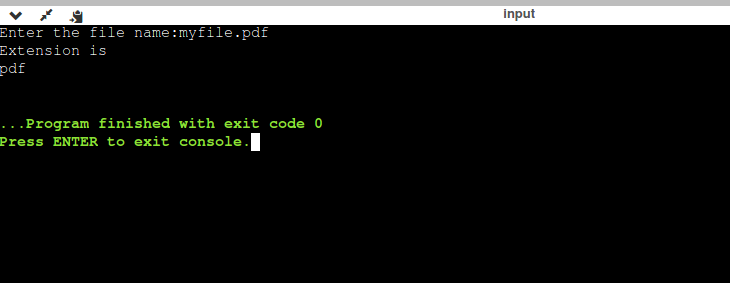 input
Enter the file name:myfile.pdf
Extension is
pdf
...Program finished with exit code 0
Press ENTER to exit console.